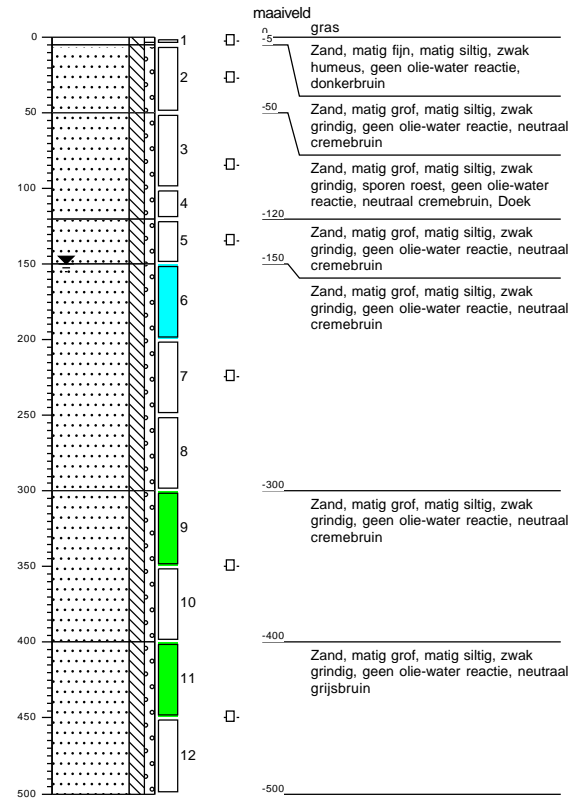 maaiveld
0
gras
-5
Zand, matig fijn, matig siltig, zwak
humeus, geen olie-water reactie,
donkerbruin
-50
Zand, matig grof, matig siltig, zwak
grindig, geen olie-water reactie, neutraal
cremebruin
Zand, matig grof, matig siltig, zwak
grindig, sporen roest, geen olie-water
reactie, neutraal cremebruin, Doek
-120
Zand, matig grof, matig siltig, zwak
grindig, geen olie-water reactie, neutraal
cremebruin
-150
Zand, matig grof, matig siltig, zwak
grindig, geen olie-water reactie, neutraal
cremebruin
-300
Zand, matig grof, matig siltig, zwak
grindig, geen olie-water reactie, neutraal
cremebruin
-400
Zand, matig grof, matig siltig, zwak
grindig, geen olie-water reactie, neutraal
grijsbruin
-500
0
50
100
150
200
250
300
350
400
450
500
1
2
3
4
5
6
7
8
9
10
11
12